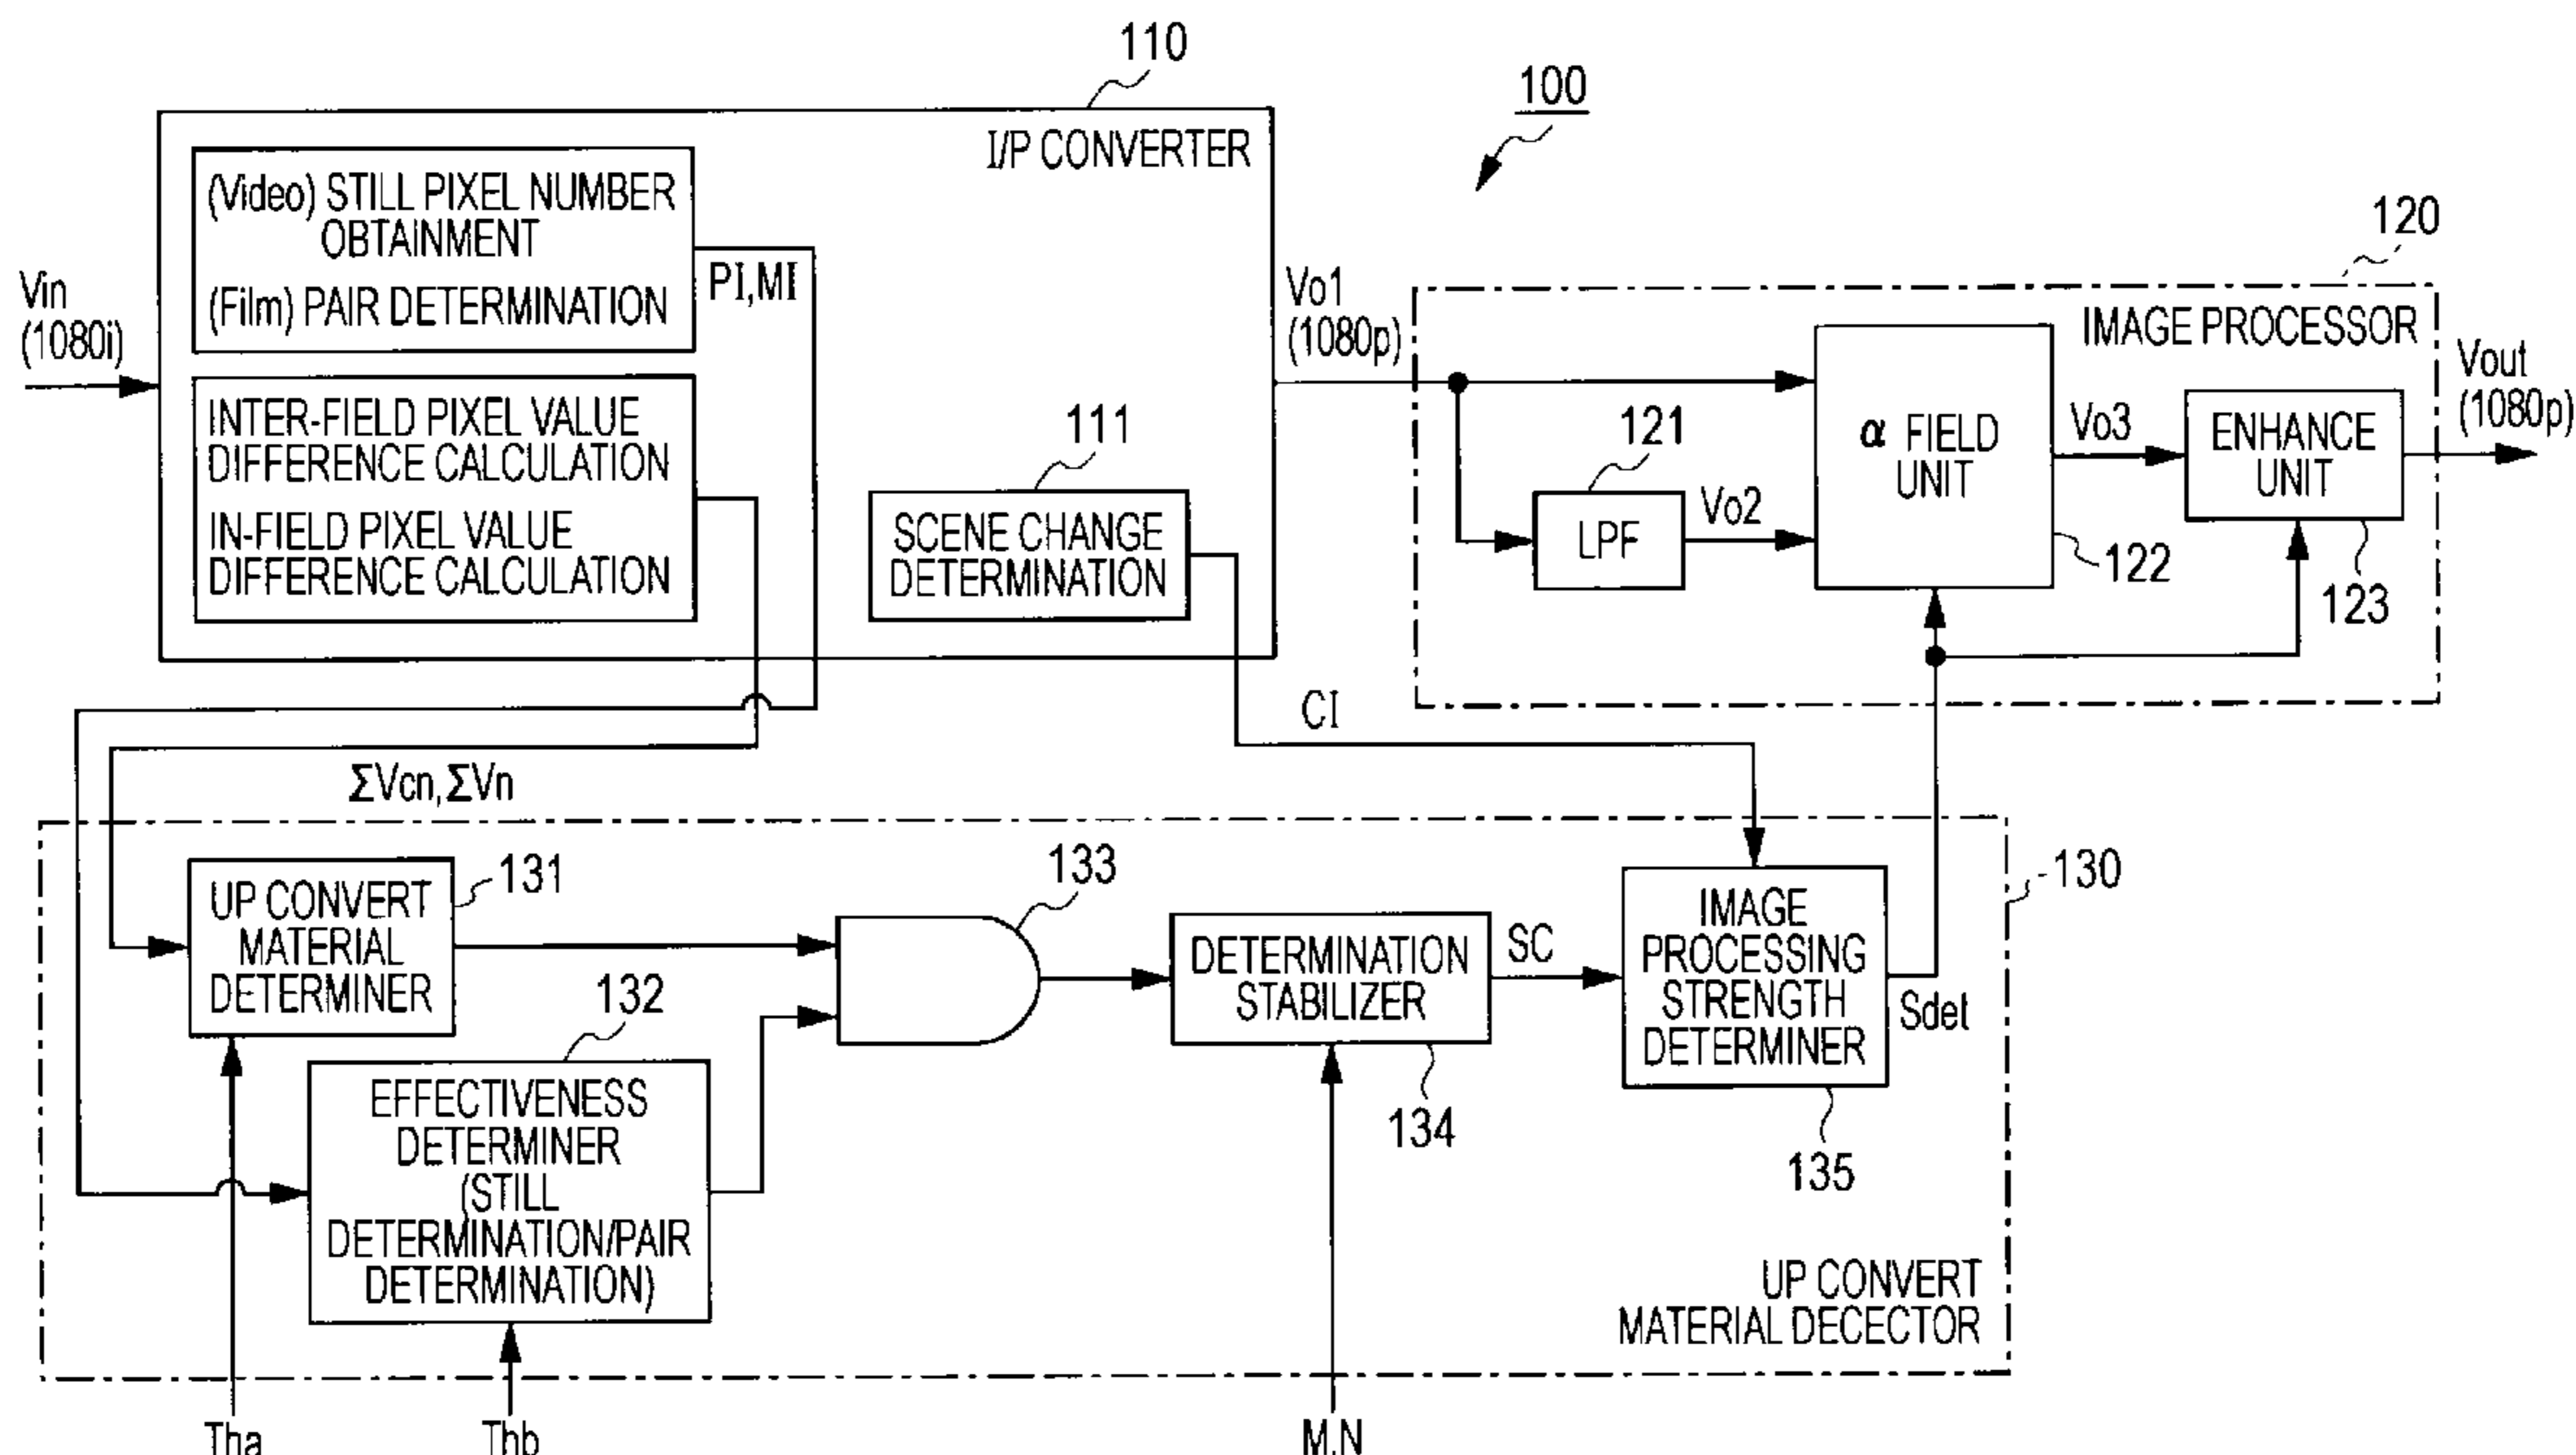 110
100
I/P CONVERTER
(Video) STILL PIXEL NUMBER
OBTAINMENT
(Film) PAIR DETERMINATION
PI,MI
Vin
(1080i)
INTER-FIELD PIXEL VALUE
DIFFERENCE CALCULATION
IN-FIELD PIXEL VALUE
DIFFERENCE CALCULATION
111
SCENE CHANGE
DETERMINATION
Vo1
(1080p)
120
IMAGE PROCESSOR
121
LPF
Vo2
α FIELD
UNIT
122
Vo3
ENHANCE
UNIT
123
Vout
(1080p)
CI
ΣVcn,ΣVn
UP CONVERT
MATERIAL
DETERMINER
131
132
EFFECTIVENESS
DETERMINER
(STILL
DETERMINATION/PAIR
DETERMINATION)
133
DETERMINATION
STABILIZER
134
SC
IMAGE
PROCESSING
STRENGTH
DETERMINER
135
Sdet
130
UP CONVERT
MATERIAL DECECTOR
Tha
Thb
M,N